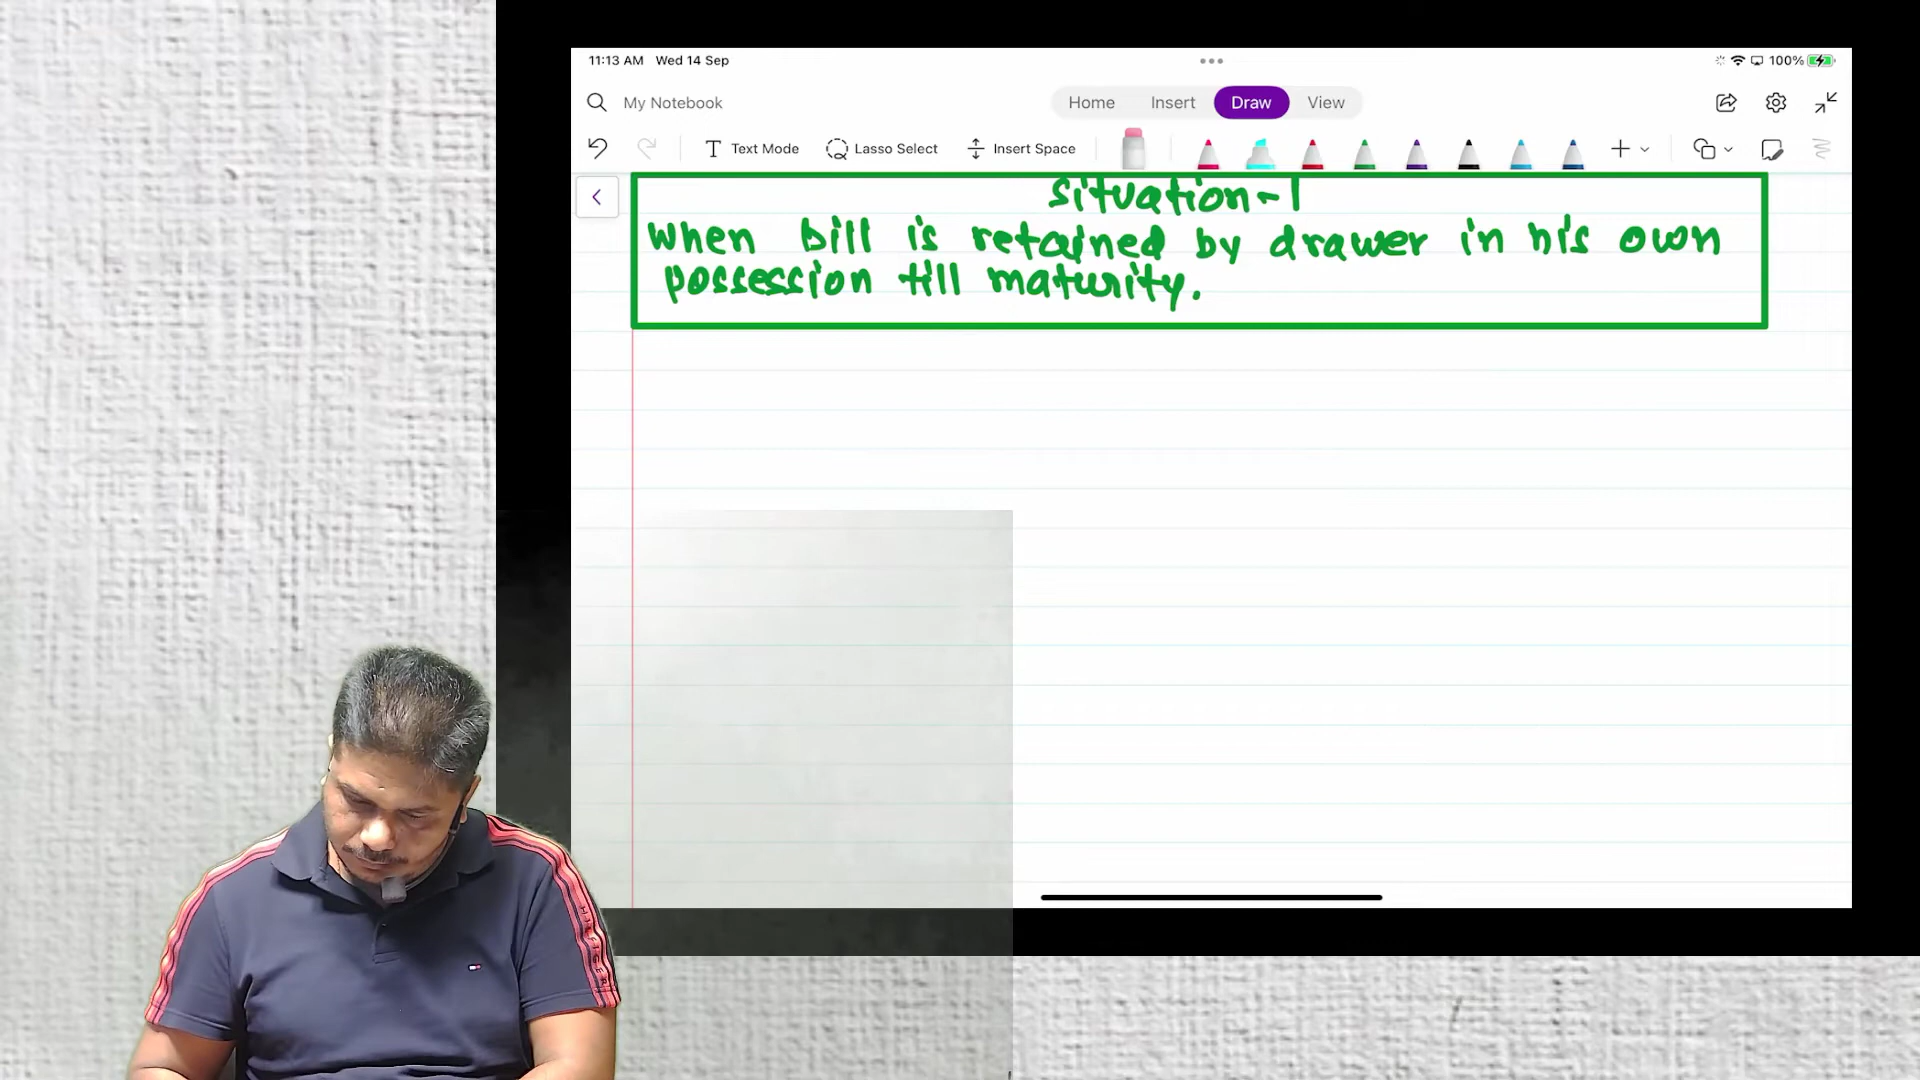 11:13 AM Wed 14 Sep
100%
My Notebook
Home Insert Draw View
Text Mode Lasso Select Insert Space
Situation-1
When bill is retained by drawer in his own
possession till maturity.